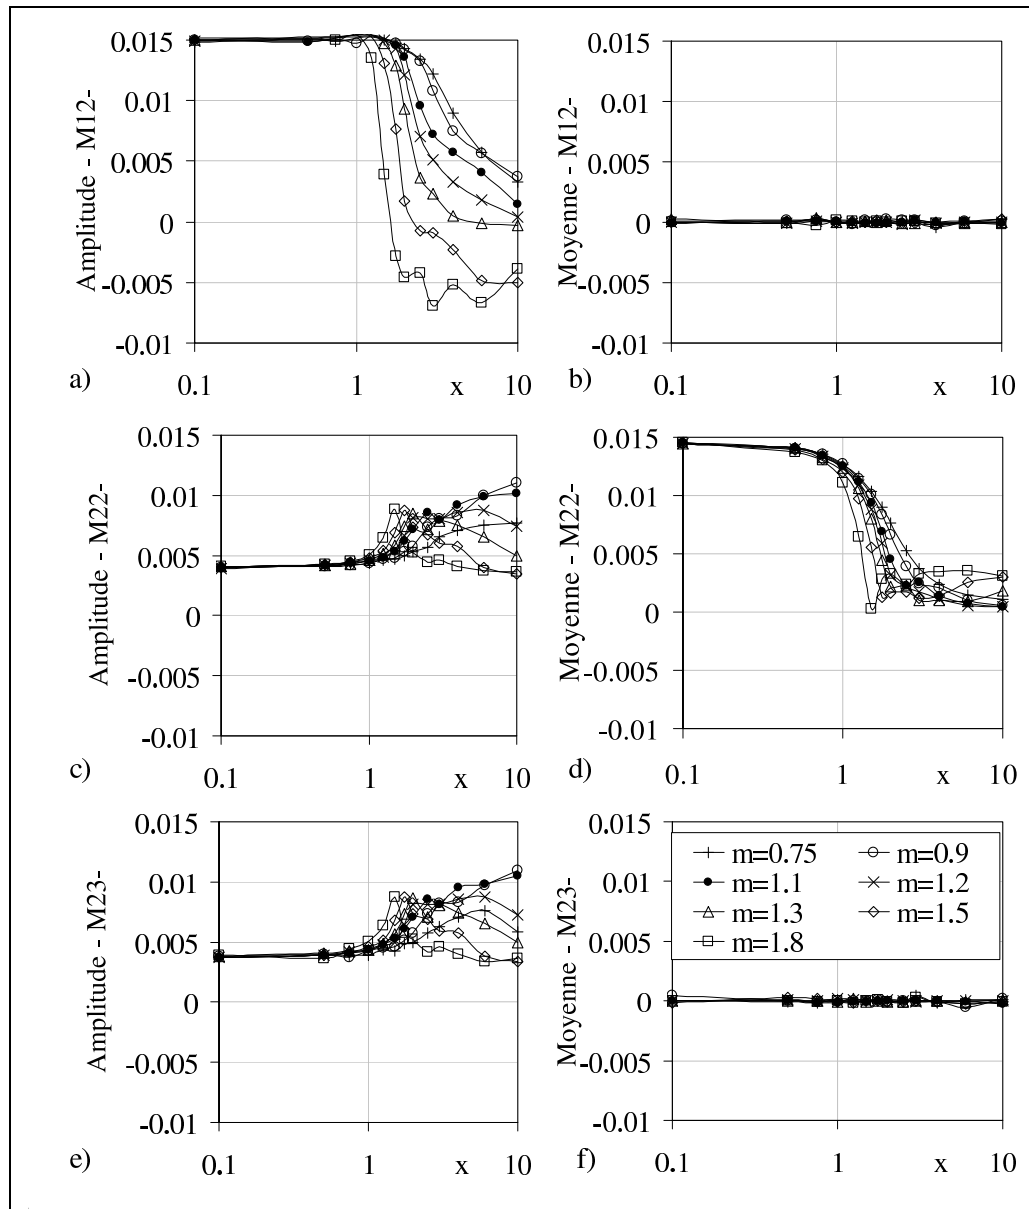 0.015
0.01
0.005
0
-0.005
-0.01
Amplitude - M12-
a)
0.1
1
x
10
0.015
0.01
0.005
0
-0.005
-0.01
Moyenne - M12-
b)
0.1
1
x
10
0.015
0.01
0.005
0
-0.005
-0.01
Amplitude - M22-
c)
0.1
1
x
10
0.015
0.01
0.005
0
-0.005
-0.01
Moyenne - M22-
d)
0.1
1
x
10
0.015
0.01
0.005
0
-0.005
-0.01
Amplitude - M23-
e)
0.1
1
x
10
0.015
0.01
0.005
0
-0.005
-0.01
Moyenne - M23-
m=0.75
m=0.9
m=1.1
m=1.2
m=1.3
m=1.5
m=1.8
f)
0.1
1
x
10